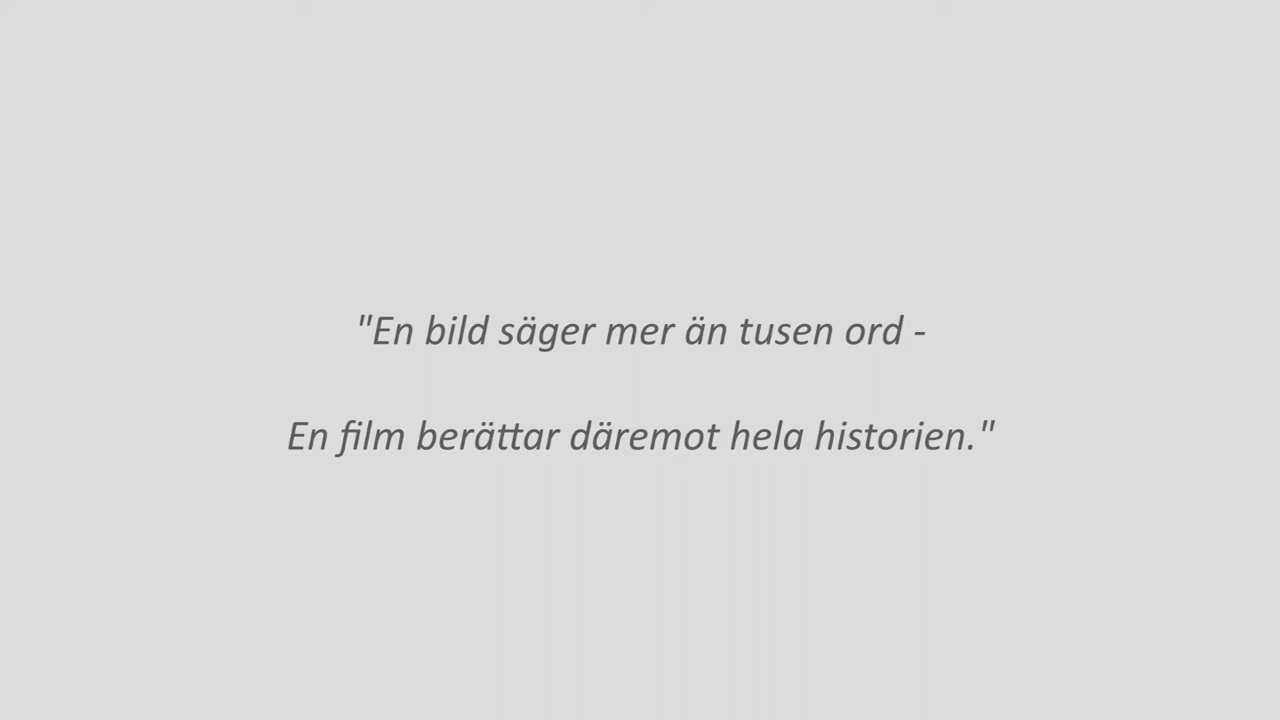 "En bild säger mer än tusen ord -
En film berättar däremot hela historien."